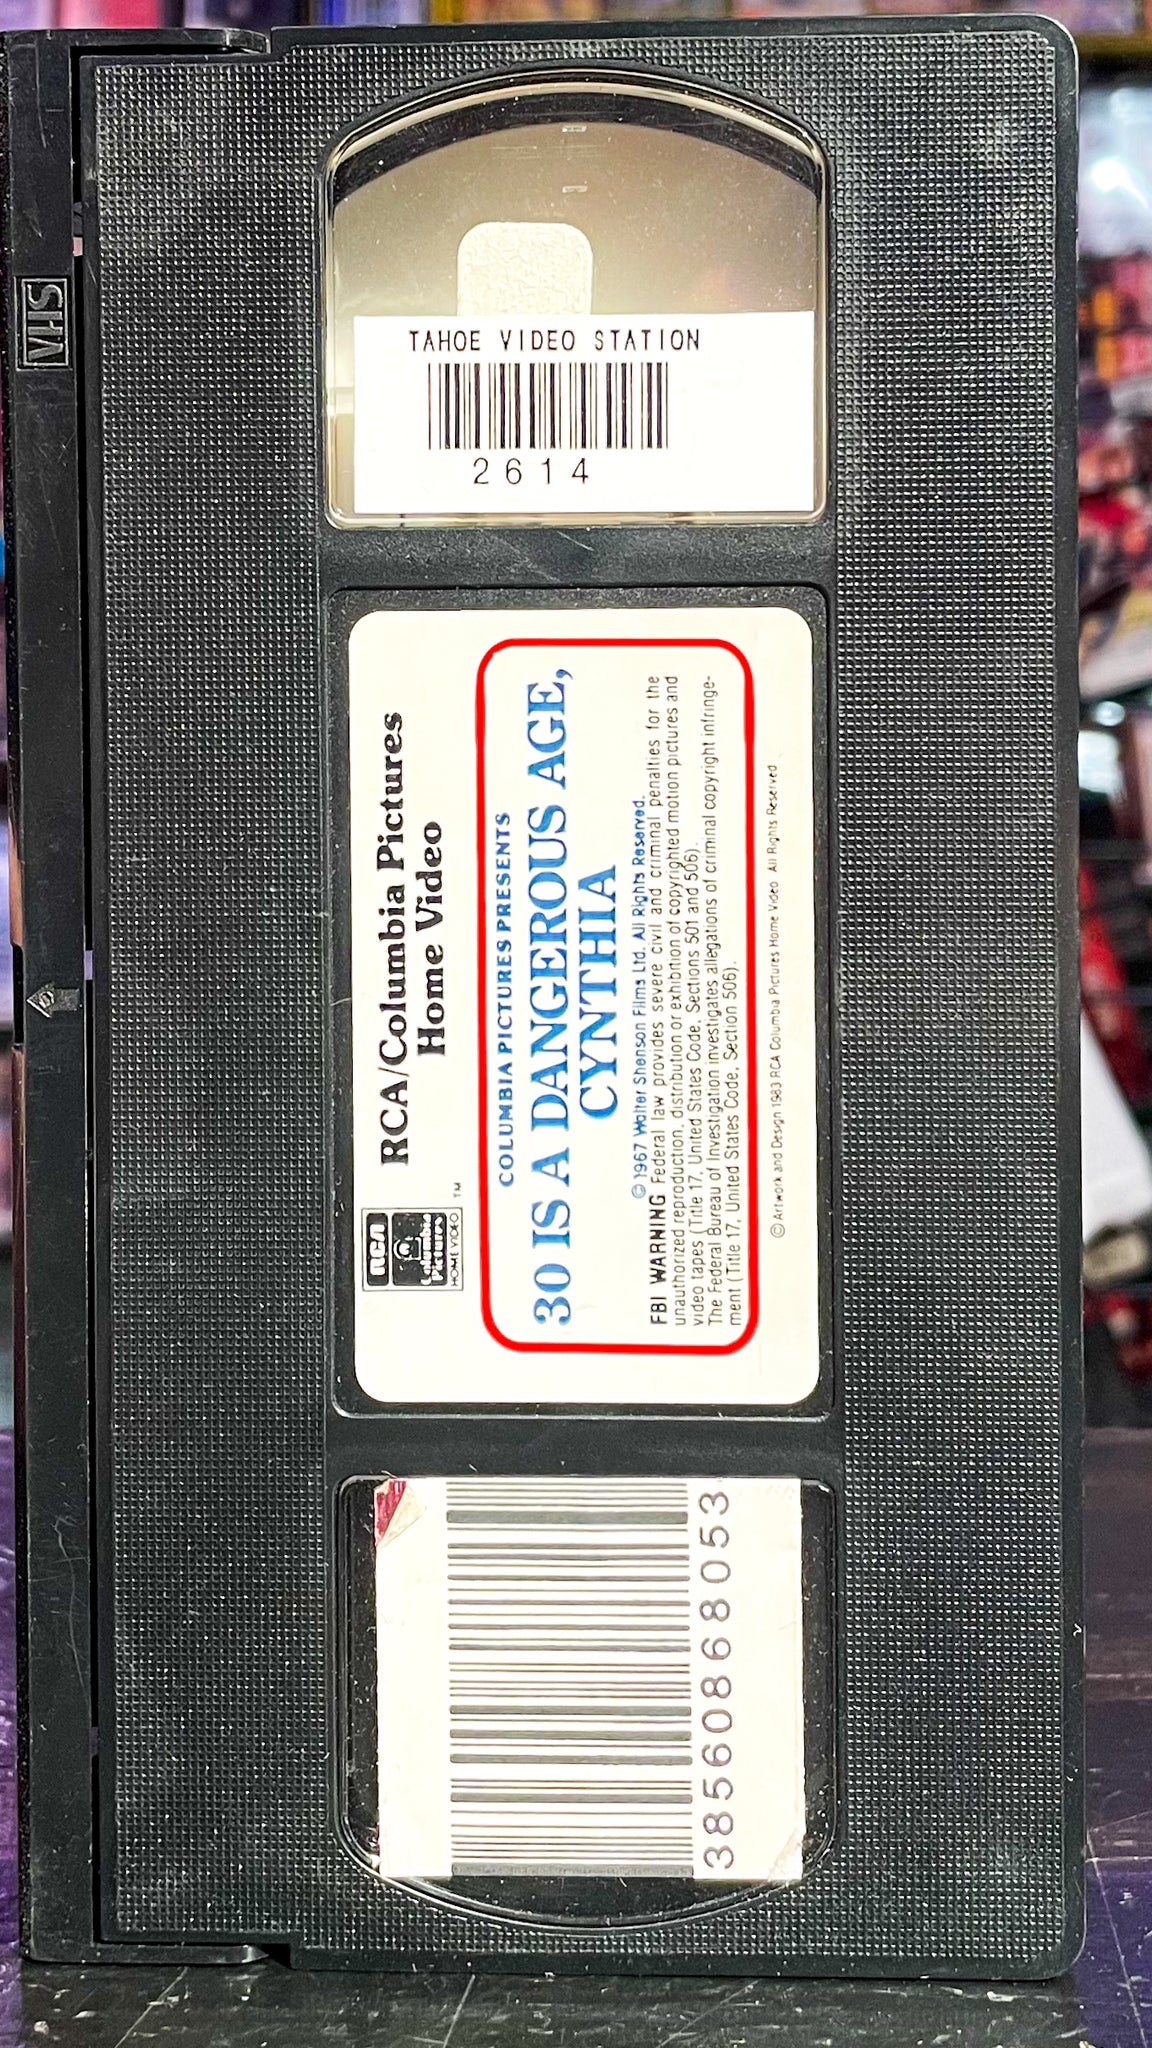 VHS
TAHOE VIDEO STATION
2614
RCA
Columbia
Pictures
HOME VIDEO
TM
RCA/Columbia Pictures
Home Video
COLUMBIA PICTURES PRESENTS
30 IS A DANGEROUS AGE,
CYNTHIA
©1967 Walter Shenson Films Ltd. All Rights Reserved.
FBI WARNING Federal law provides severe civil and criminal penalties for the
unauthorized reproduction, distribution or exhibition of copyrighted motion pictures and
video tapes (Title 17, United States Code, Sections 501 and 506).
The Federal Bureau of Investigation investigates allegations of criminal copyright infringe-
ment (Title 17, United States Code, Section 506).
© Artwork and Design 1983 RCA Columbia Pictures Home Video All Rights Reserved
38560868053